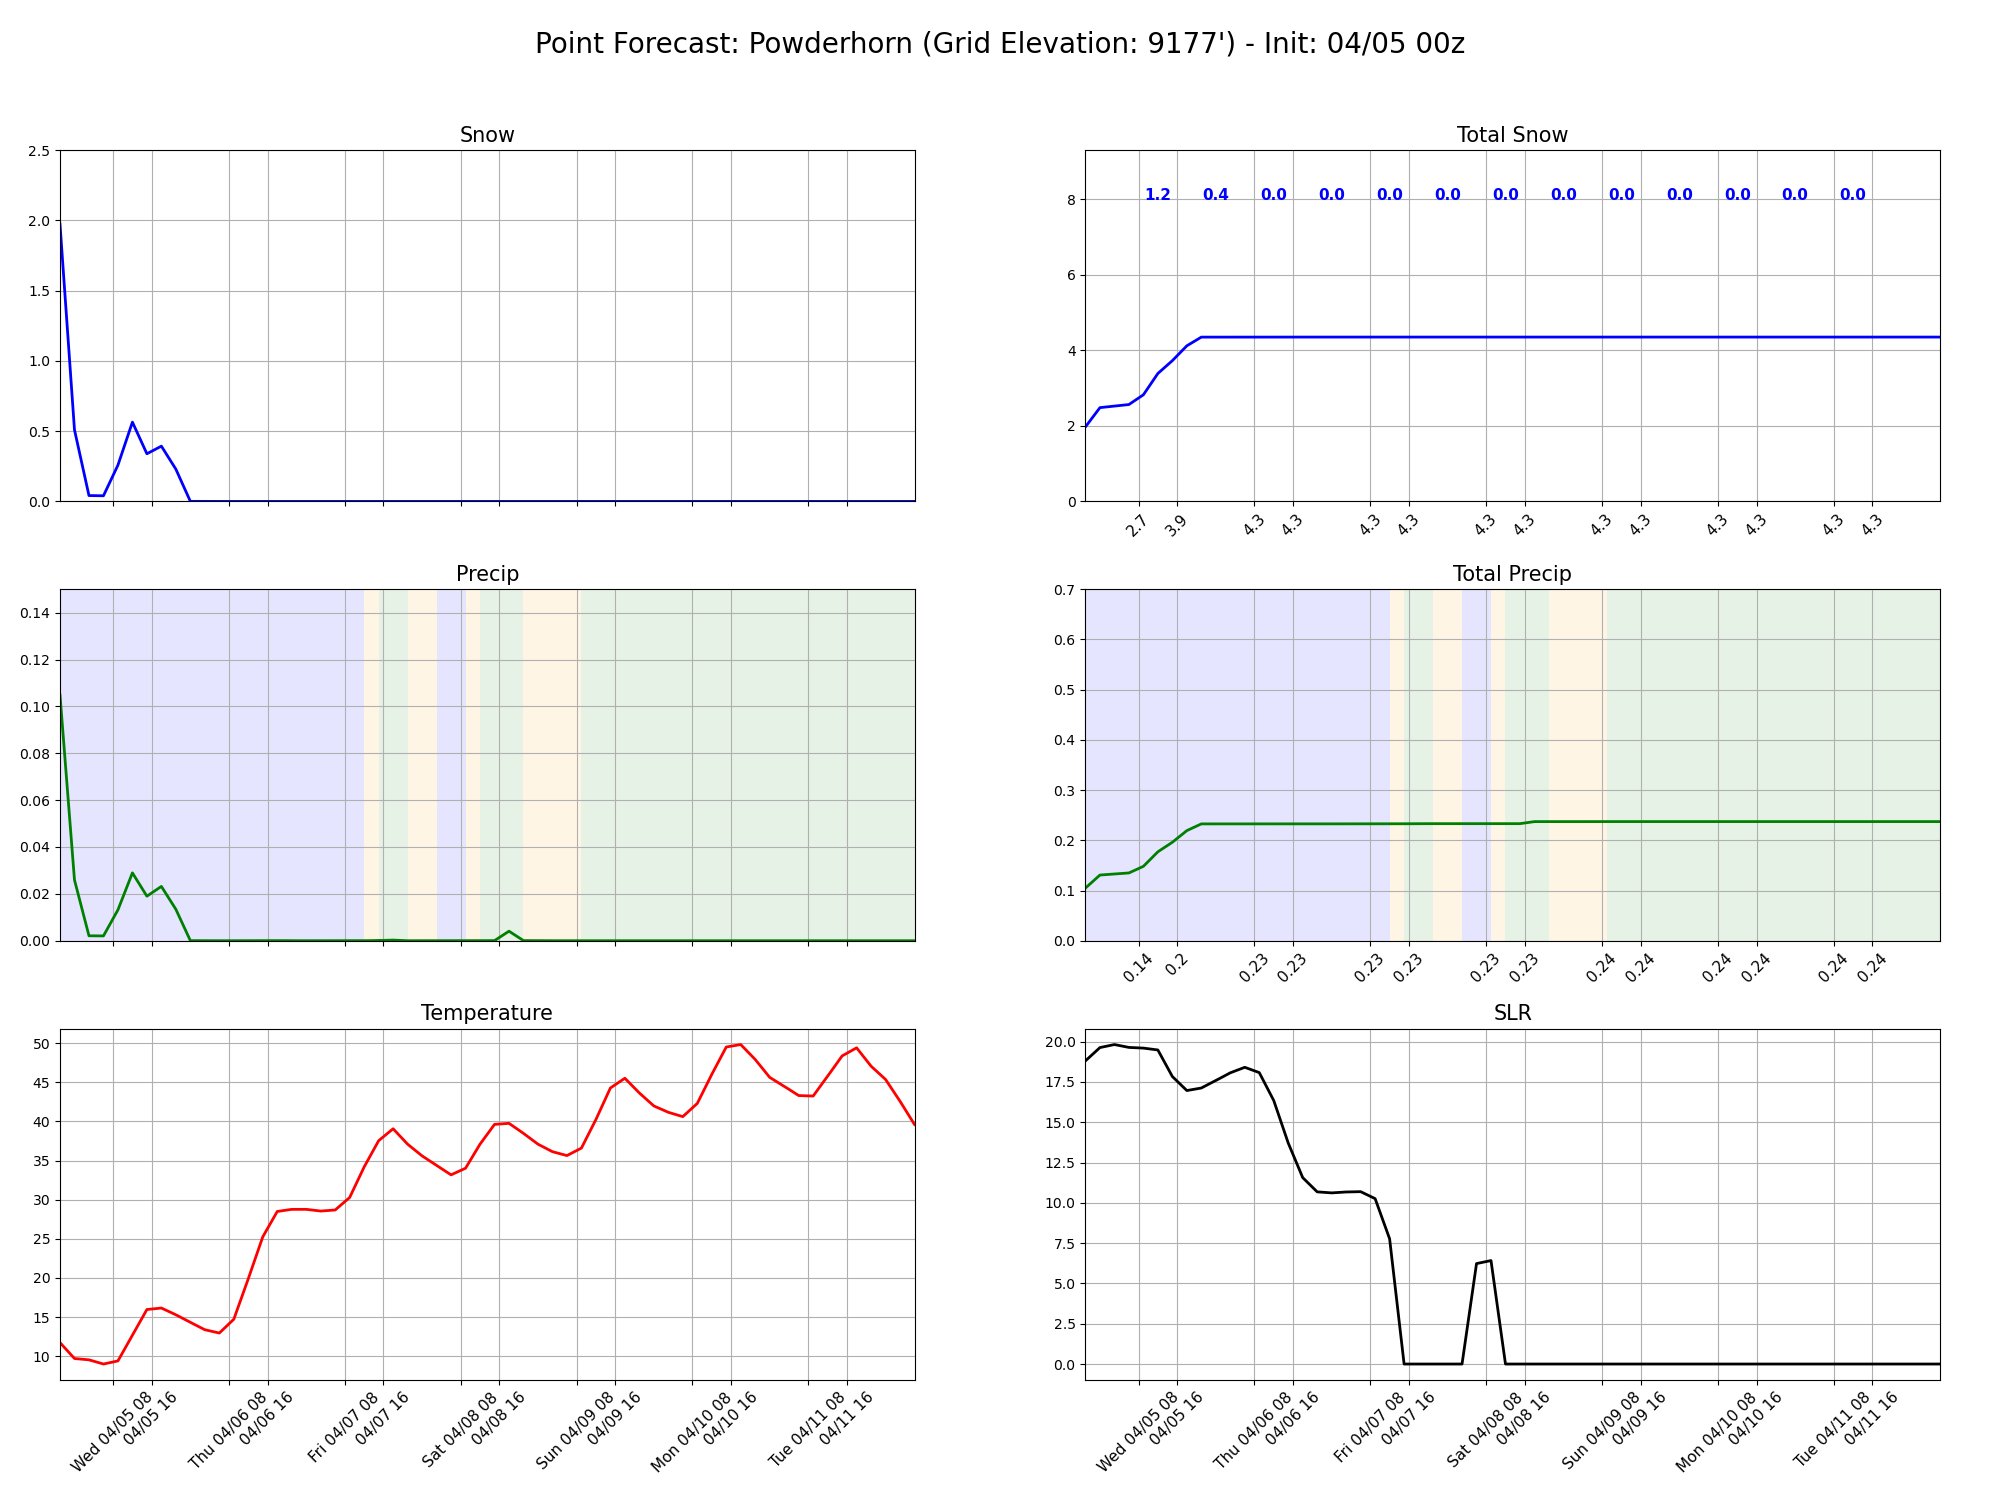 Point Forecast: Powderhorn (Grid Elevation: 9177') - Init: 04/05 00z
Snow
2.5
2.0
1.5
1.0
0.5
0.0
Total Snow
8
6
4
2
0
1.2 0.4 0.0 0.0 0.0 0.0 0.0 0.0 0.0 0.0 0.0 0.0 0.0
2.7 3.9 4.3 4.3 4.3 4.3 4.3 4.3 4.3 4.3 4.3 4.3 4.3 4.3
Precip
0.14
0.12
0.10
0.08
0.06
0.04
0.02
0.00
Total Precip
0.7
0.6
0.5
0.4
0.3
0.2
0.1
0.0
0.14 0.2 0.23 0.23 0.23 0.23 0.23 0.23 0.24 0.24 0.24 0.24 0.24 0.24
Temperature
50
45
40
35
30
25
20
15
10
Wed 04/05 08
04/05 16
Thu 04/06 08
04/06 16
Fri 04/07 08
04/07 16
Sat 04/08 08
04/08 16
Sun 04/09 08
04/09 16
Mon 04/10 08
04/10 16
Tue 04/11 08
04/11 16
SLR
20.0
17.5
15.0
12.5
10.0
7.5
5.0
2.5
0.0
Wed 04/05 08
04/05 16
Thu 04/06 08
04/06 16
Fri 04/07 08
04/07 16
Sat 04/08 08
04/08 16
Sun 04/09 08
04/09 16
Mon 04/10 08
04/10 16
Tue 04/11 08
04/11 16